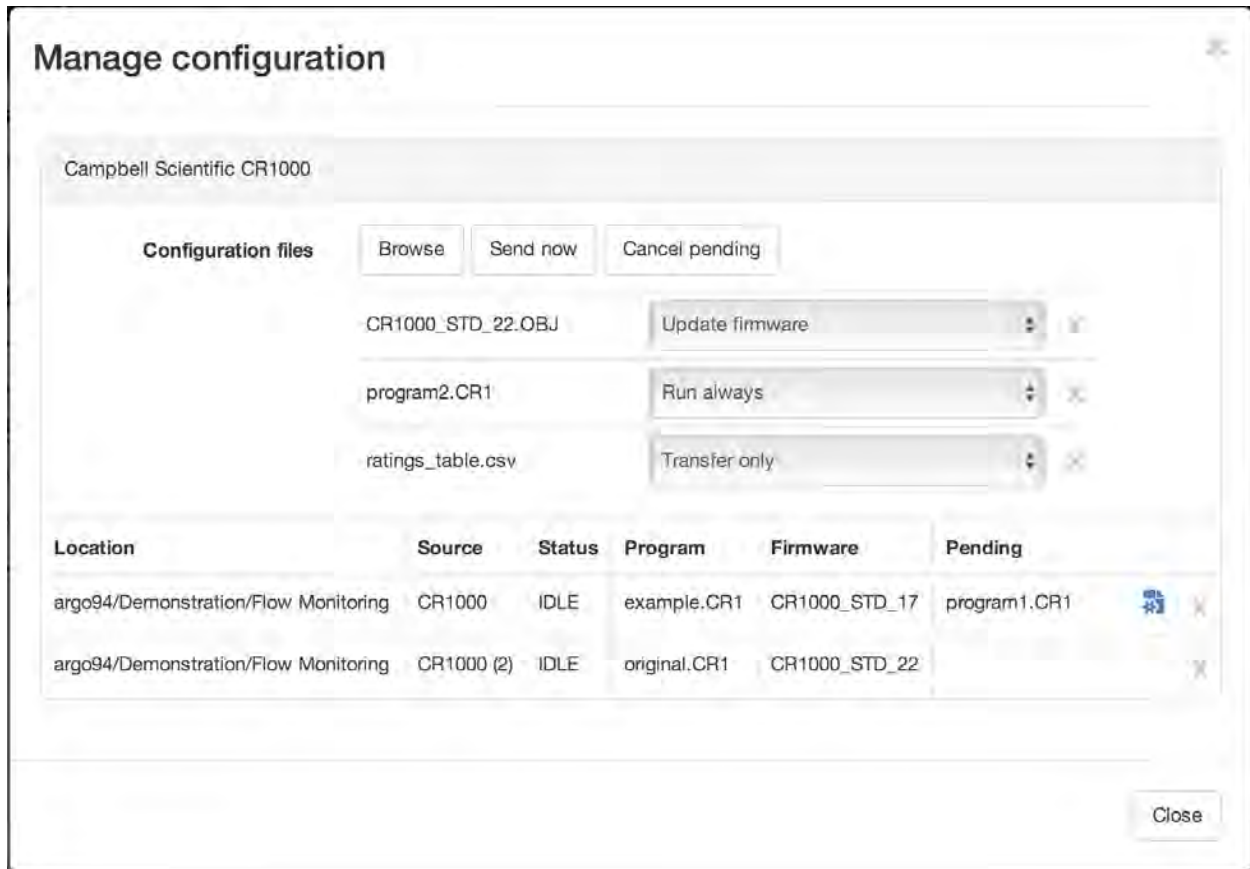 Manage configuration
Campbell Scientific CR1000
Configuration files Browse Send now Cancel pending
CR1000_STD_22.OBJ Update firmware
program2.CR1 Run always
ratings_table.csv Transfer only
Location Source Status Program Firmware Pending
argo94/Demonstration/Flow Monitoring CR1000 IDLE example.CR1 CR1000_STD_17 program1.CR1
argo94/Demonstration/Flow Monitoring CR1000 (2) IDLE original.CR1 CR1000_STD_22
Close